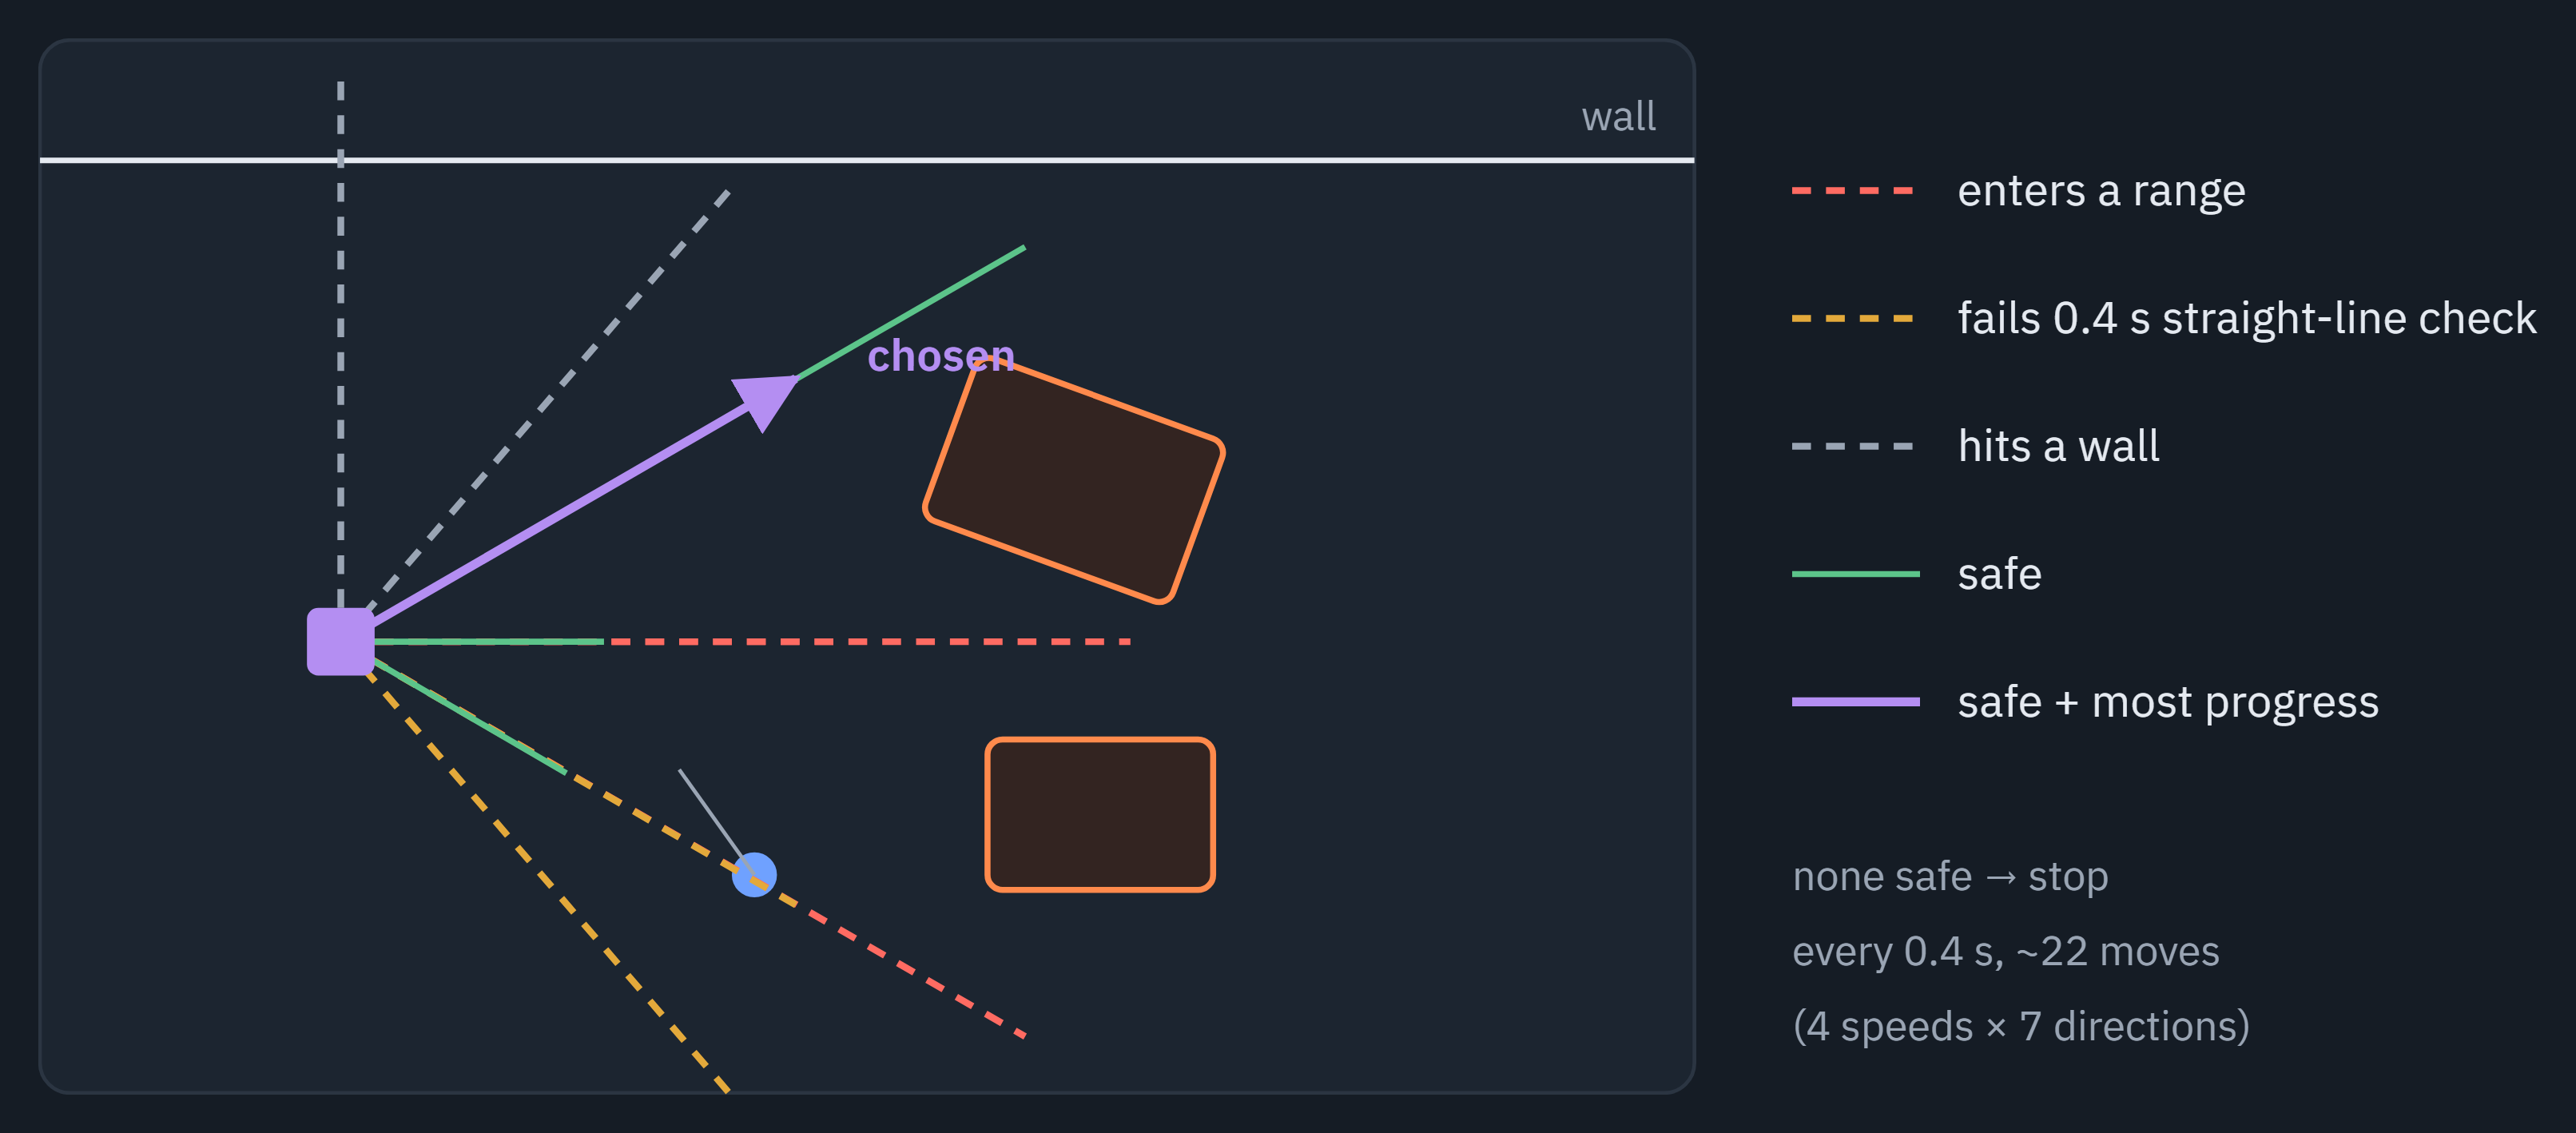 wall
chosen
enters a range
fails 0.4 s straight-line check
hits a wall
safe
safe + most progress
none safe → stop
every 0.4 s, ~22 moves
(4 speeds × 7 directions)